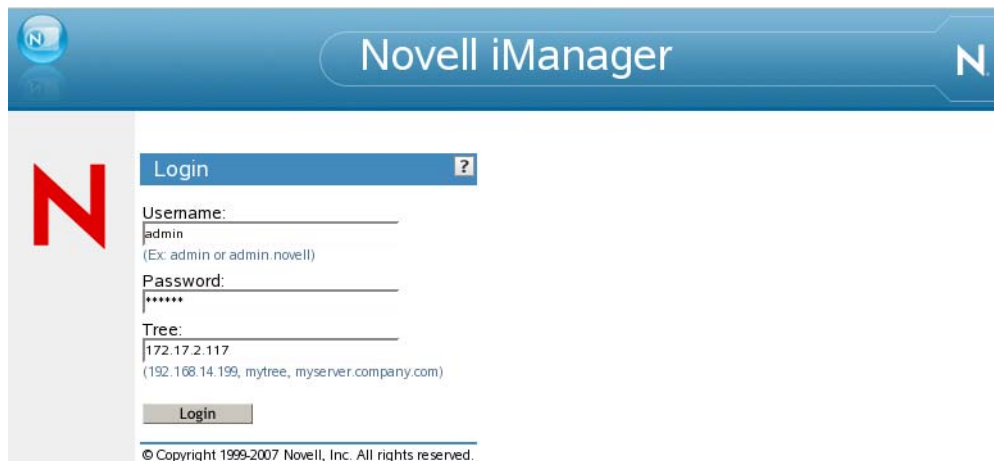 N
Novell iManager
N.
N
Login
?
Username:
admin
(Ex: admin or admin.novell)
Password:
******
Tree:
172.17.2.117
(192.168.14.199, mytree, myserver.company.com)
Login
© Copyright 1999-2007 Novell, Inc. All rights reserved.